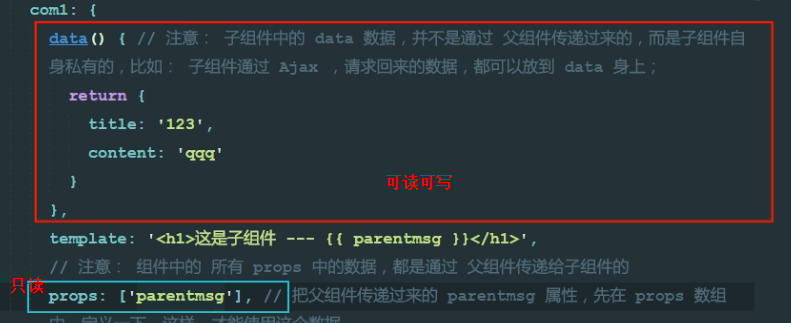 com1: {
data() { // 注意： 子组件中的 data 数据，并不是通过 父组件传递过来的，而是子组件自
身私有的，比如： 子组件通过 Ajax ，请求回来的数据，都可以放到 data 身上；
return {
title: '123',
content: 'qqq'
}
可读可写
},
template: '<h1>这是子组件 --- {{ parentmsg }}</h1>',
// 注意： 组件中的 所有 props 中的数据，都是通过 父组件传递给子组件的
只读
props: ['parentmsg'], // 把父组件传递过来的 parentmsg 属性，先在 props 数组
中，定义一下，这样，才能使用这个数据